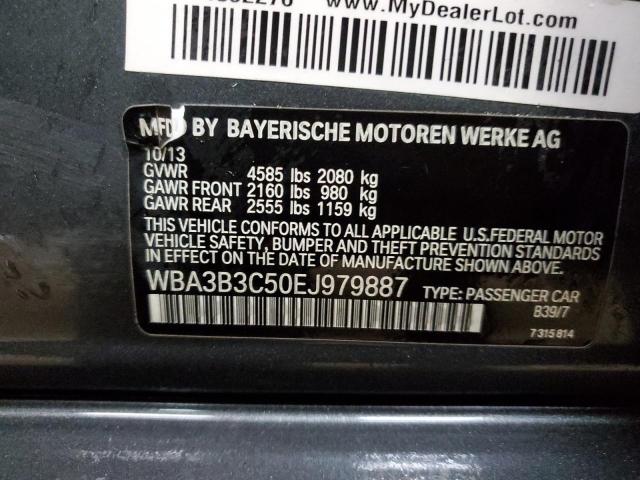 www.MyDealerLot.com
MFD BY BAYERISCHE MOTOREN WERKE AG
10/13
GVWR 4585 lbs 2080 kg
GAWR FRONT 2160 lbs 980 kg
GAWR REAR 2555 lbs 1159 kg
THIS VEHICLE CONFORMS TO ALL APPLICABLE U.S.FEDERAL MOTOR
VEHICLE SAFETY, BUMPER AND THEFT PREVENTION STANDARDS
IN EFFECT ON THE DATE OF MANUFACTURE SHOWN ABOVE.
WBA3B3C50EJ979887 TYPE: PASSENGER CAR
B39/7
7315814